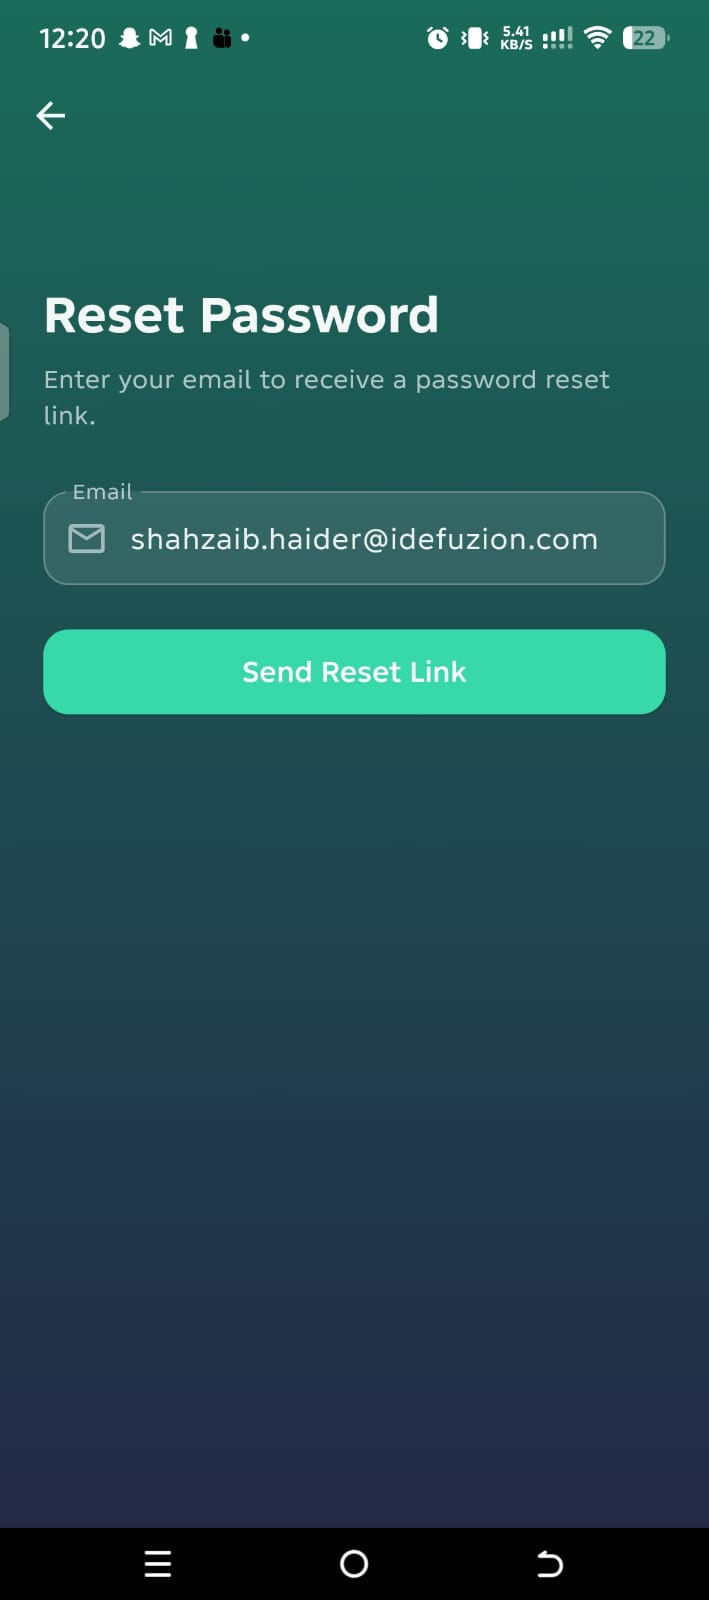 12:20
5.41
KB/S
22
Reset Password
Enter your email to receive a password reset
link.
Email
shahzaib.haider@idefuzion.com
Send Reset Link